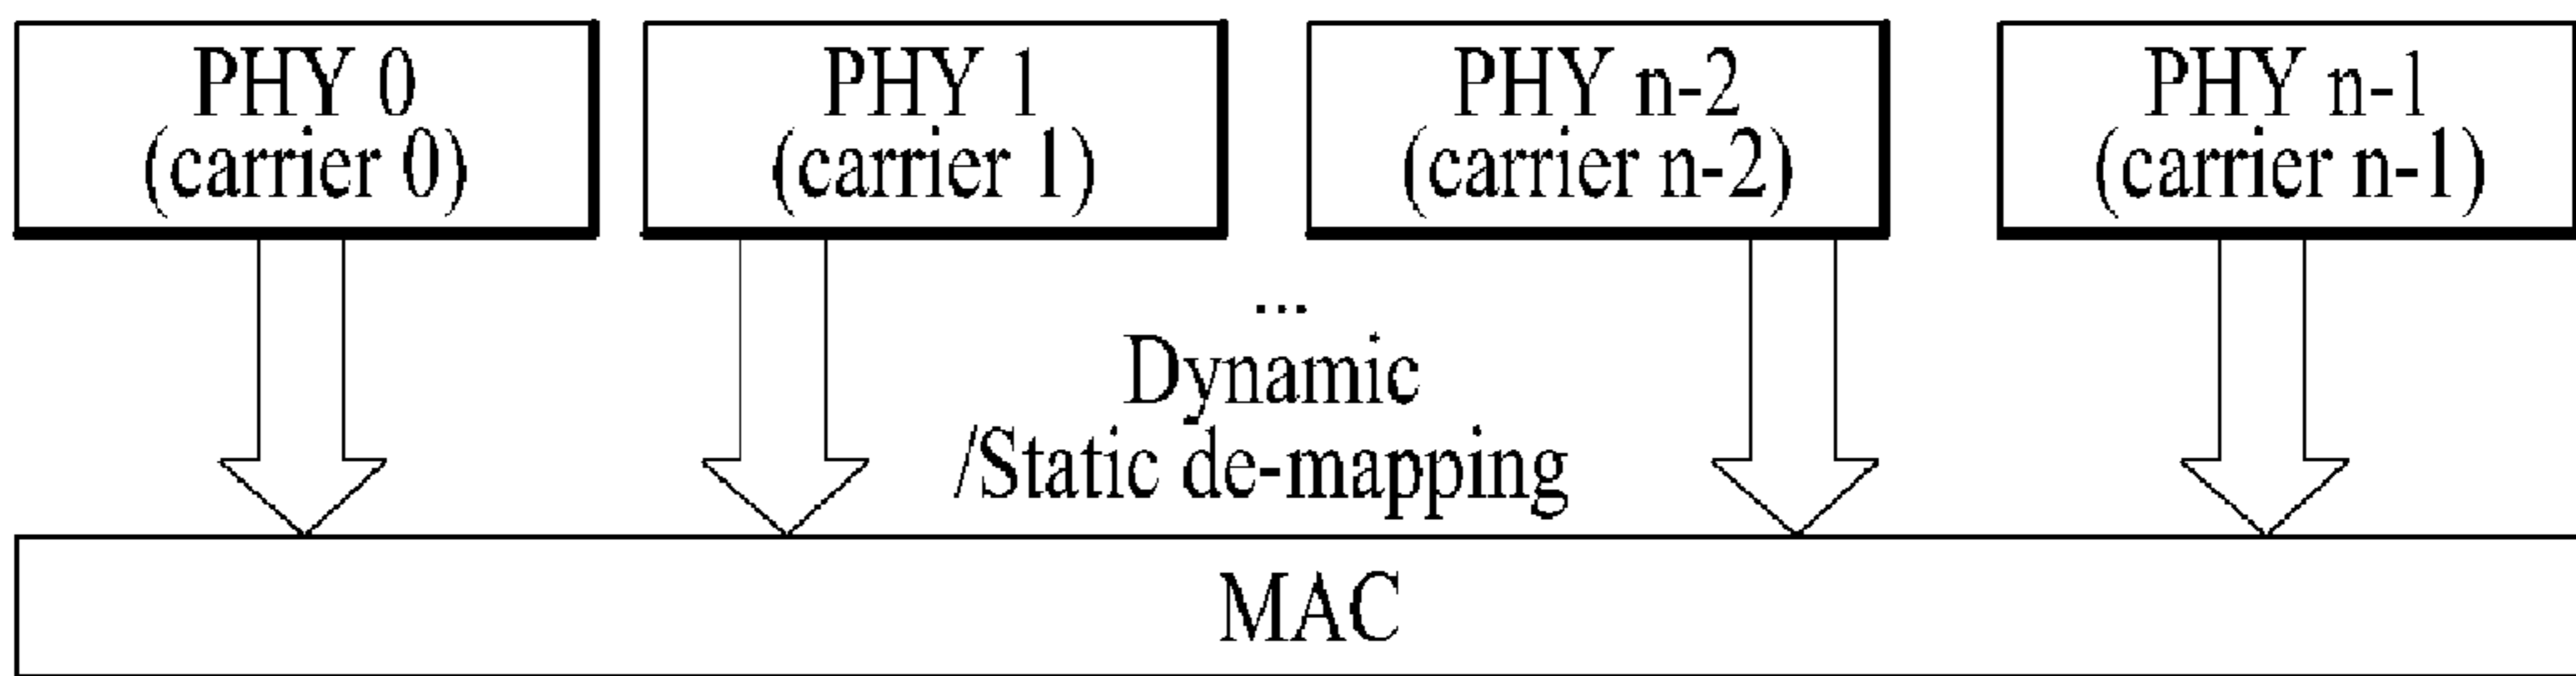 PHY 0
(carrier 0)
PHY 1
(carrier 1)
PHY n-2
(carrier n-2)
PHY n-1
(carrier n-1)
...
Dynamic
/Static de-mapping
MAC